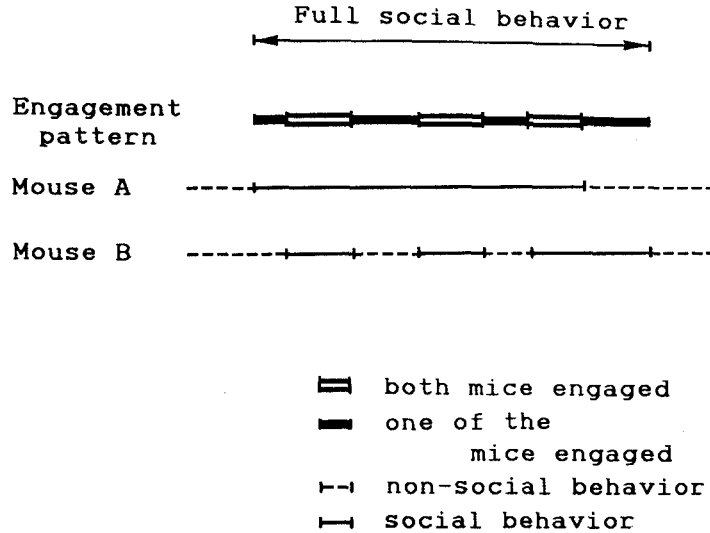 Full social behavior
Engagement
pattern
Mouse A
Mouse B
both mice engaged
one of the
mice engaged
non-social behavior
social behavior